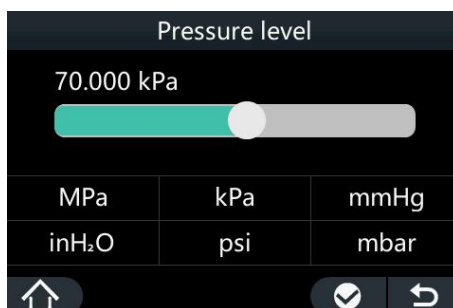 Pressure level
70.000 kPa
MPa kPa mmHg
inH₂O psi mbar